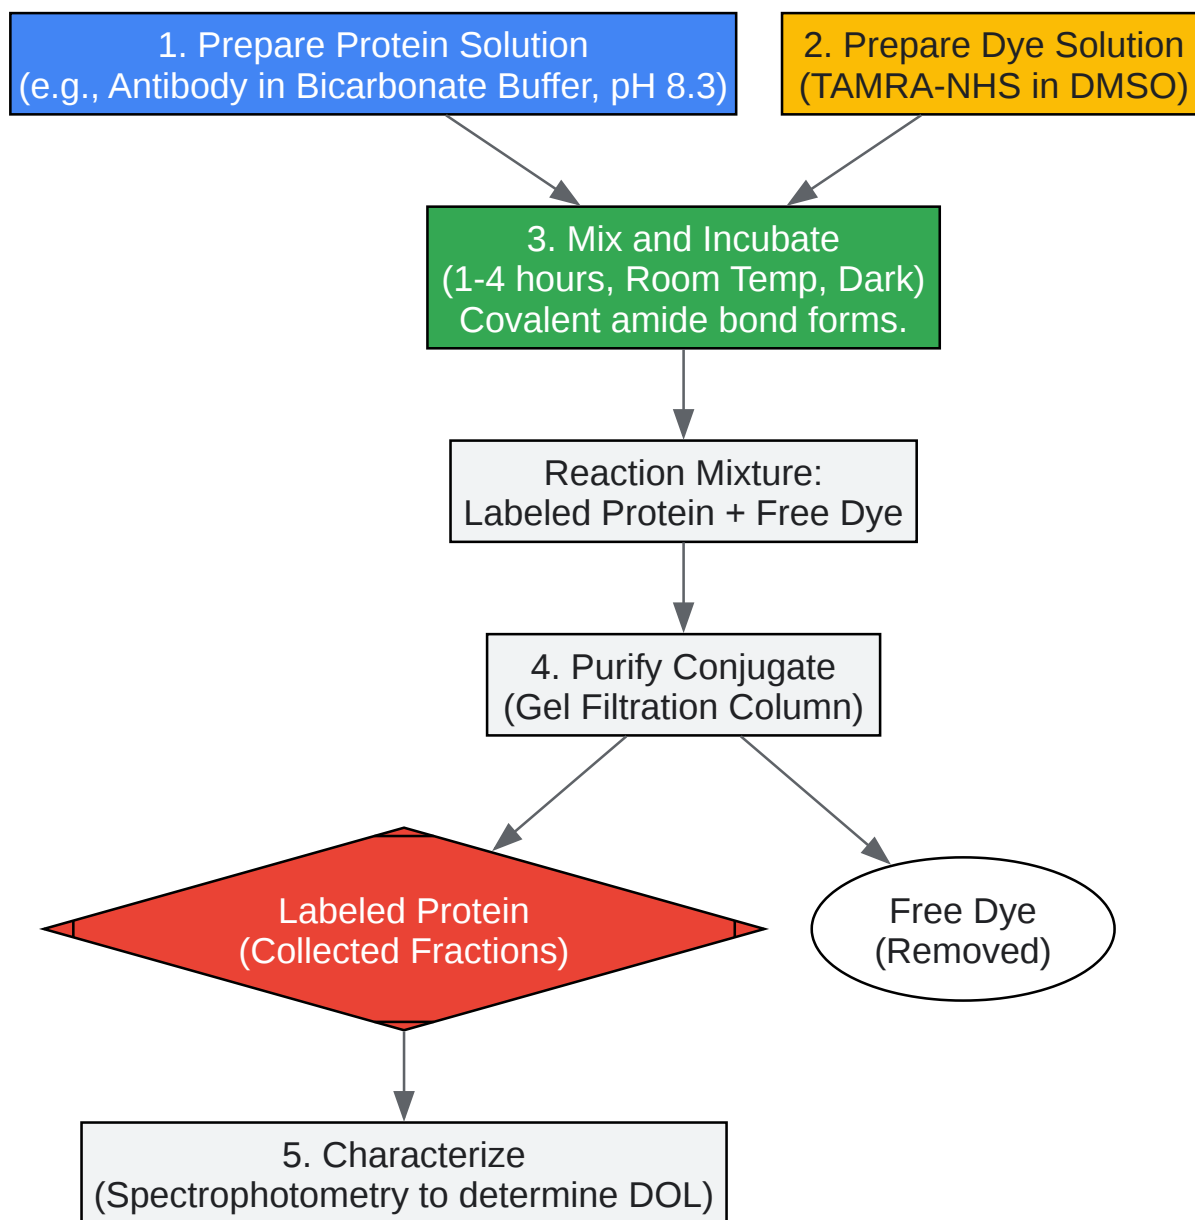 1. Prepare Protein Solution
(e.g., Antibody in Bicarbonate Buffer, pH 8.3)
2. Prepare Dye Solution
(TAMRA-NHS in DMSO)
3. Mix and Incubate
(1-4 hours, Room Temp, Dark)
Covalent amide bond forms.
Reaction Mixture:
Labeled Protein + Free Dye
4. Purify Conjugate
(Gel Filtration Column)
Labeled Protein
(Collected Fractions)
Free Dye
(Removed)
5. Characterize
(Spectrophotometry to determine DOL)